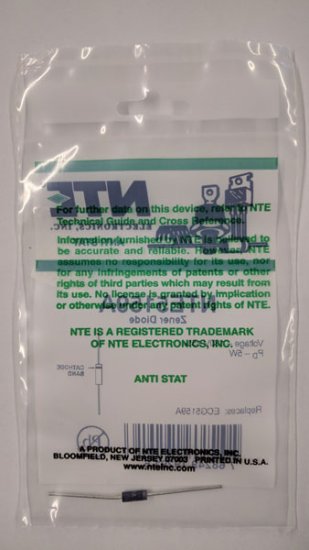 NTE
ELECTRONICS, INC.
For further data on this device, refer to NTE
Technical Guide and Cross Reference.
ANTI STAT
Information furnished by NTE is believed to
be accurate and reliable. However, NTE
assumes no responsibility for its use, nor
for any infringements of patents or other
rights of third parties which may result from
its use. No license is granted by implication
or otherwise under any patent rights of NTE.
Zener Diode
NTE IS A REGISTERED TRADEMARK
OF NTE ELECTRONICS, INC.
PD – 5W
CATHODE
BAND
ANTI STAT
Replaces: ECG5159A
Pb
A PRODUCT OF NTE ELECTRONICS, INC.
BLOOMFIELD, NEW JERSEY 07003 PRINTED IN U.S.A.
www.nteinc.com